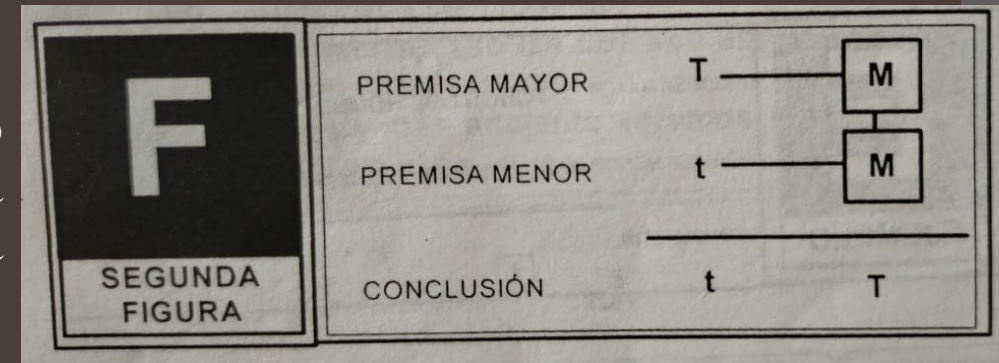 F
SEGUNDA
FIGURA
PREMISA MAYOR T M
PREMISA MENOR t M
CONCLUSIÓN t T